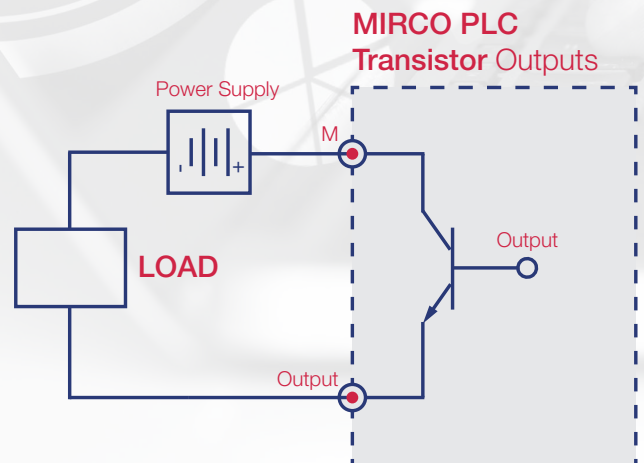 MIRCO PLC
Transistor Outputs
Power Supply
- +
M
LOAD
Output
Output